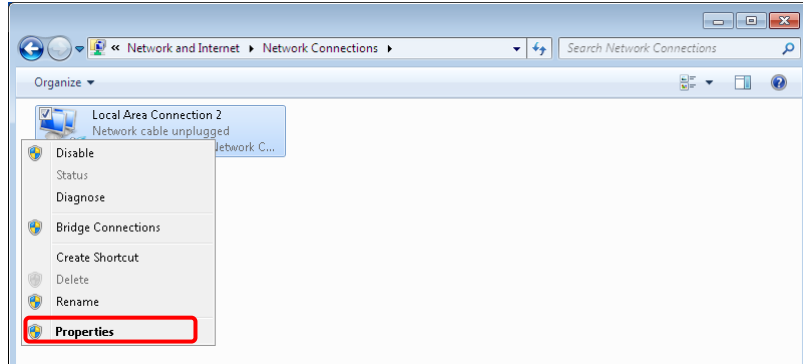 « Network and Internet ▸ Network Connections ▸
Search Network Connections
Organize ▾
Local Area Connection 2
Network cable unplugged
Network C...
Disable
Status
Diagnose
Bridge Connections
Create Shortcut
Delete
Rename
Properties